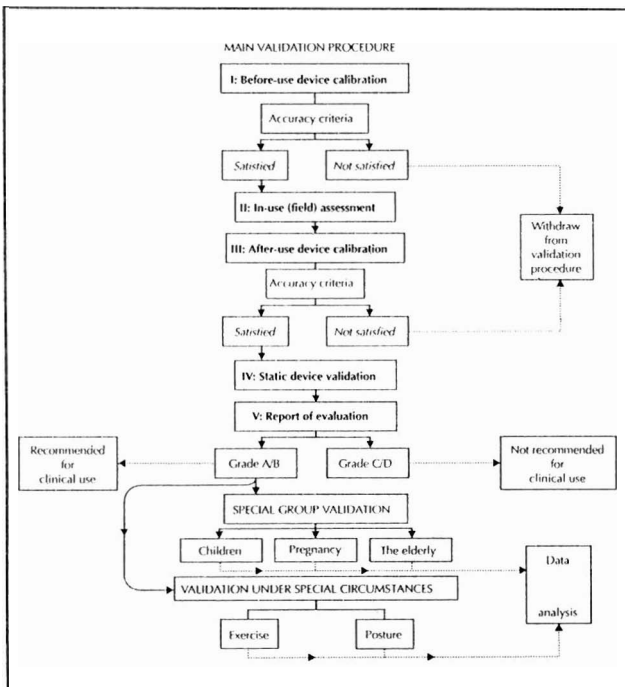 MAIN VALIDATION PROCEDURE
I: Before-use device calibration
Accuracy criteria
Satisfied
Not satisfied
II: In-use (field) assessment
III: After-use device calibration
Withdraw
from
validation
procedure
Accuracy criteria
Satisfied
Not satisfied
IV: Static device validation
V: Report of evaluation
Recommended
for
clinical use
Grade A/B
Grade C/D
Not recommended
for
clinical use
SPECIAL GROUP VALIDATION
Children
Pregnancy
The elderly
Data
analysis
VALIDATION UNDER SPECIAL CIRCUMSTANCES
Exercise
Posture